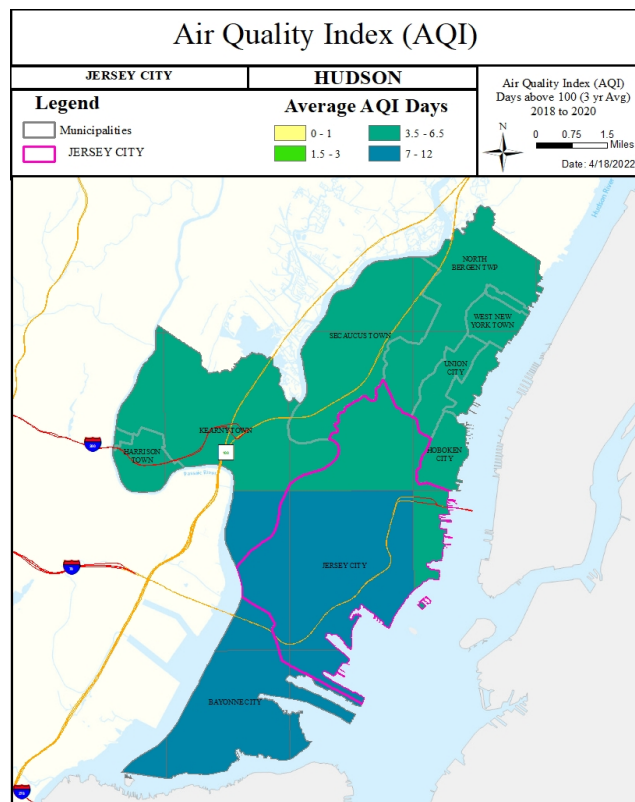 Air Quality Index (AQI)
JERSEY CITY
HUDSON
Legend
Municipalities
JERSEY CITY
Average AQI Days
0 - 1
1.5 - 3
3.5 - 6.5
7 - 12
Air Quality Index (AQI)
Days above 100 (3 yr Avg)
2018 to 2020
N
0 0.75 1.5
Miles
Date: 4/18/2022
Hudson River
NORTH
BERGEN TWP
WEST NEW
YORK TOWN
SECAUCUS TOWN
UNION
CITY
KEARNY TOWN
HARRISON
TOWN
HOBOKEN
CITY
JERSEY CITY
BAYONNE CITY